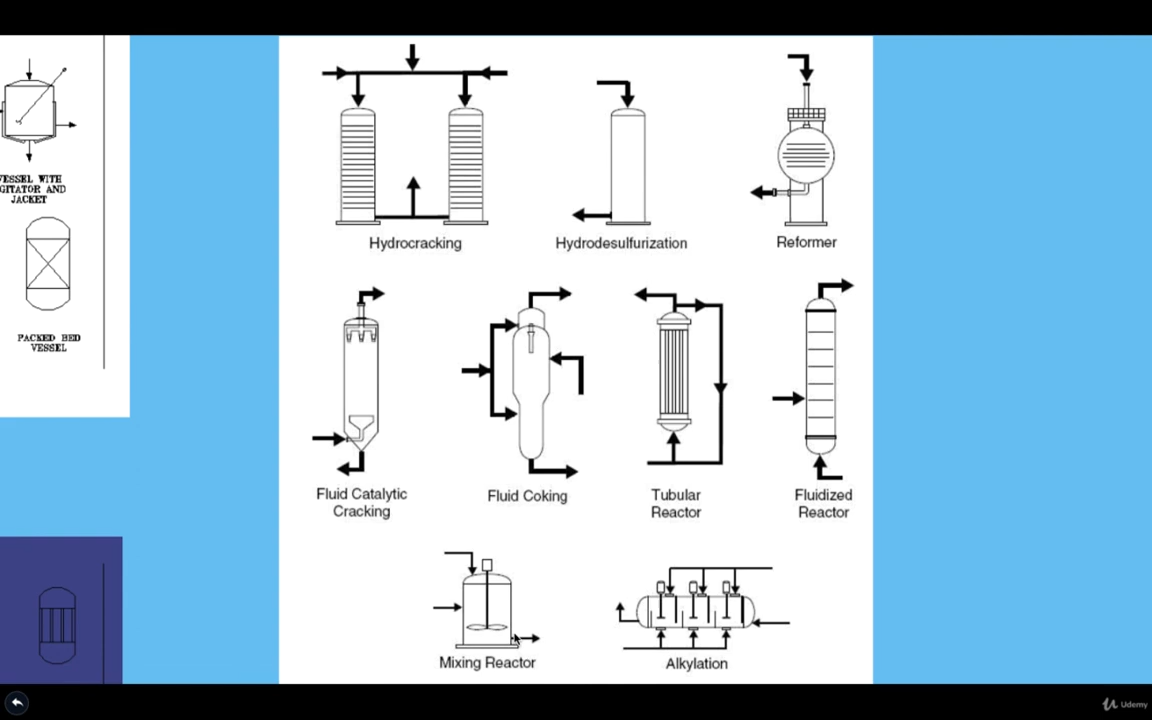 VESSEL WITH
AGITATOR AND
JACKET
PACKED BED
VESSEL
Hydrocracking
Hydrodesulfurization
Reformer
Fluid Catalytic
Cracking
Fluid Coking
Tubular
Reactor
Fluidized
Reactor
Mixing Reactor
Alkylation
Udemy